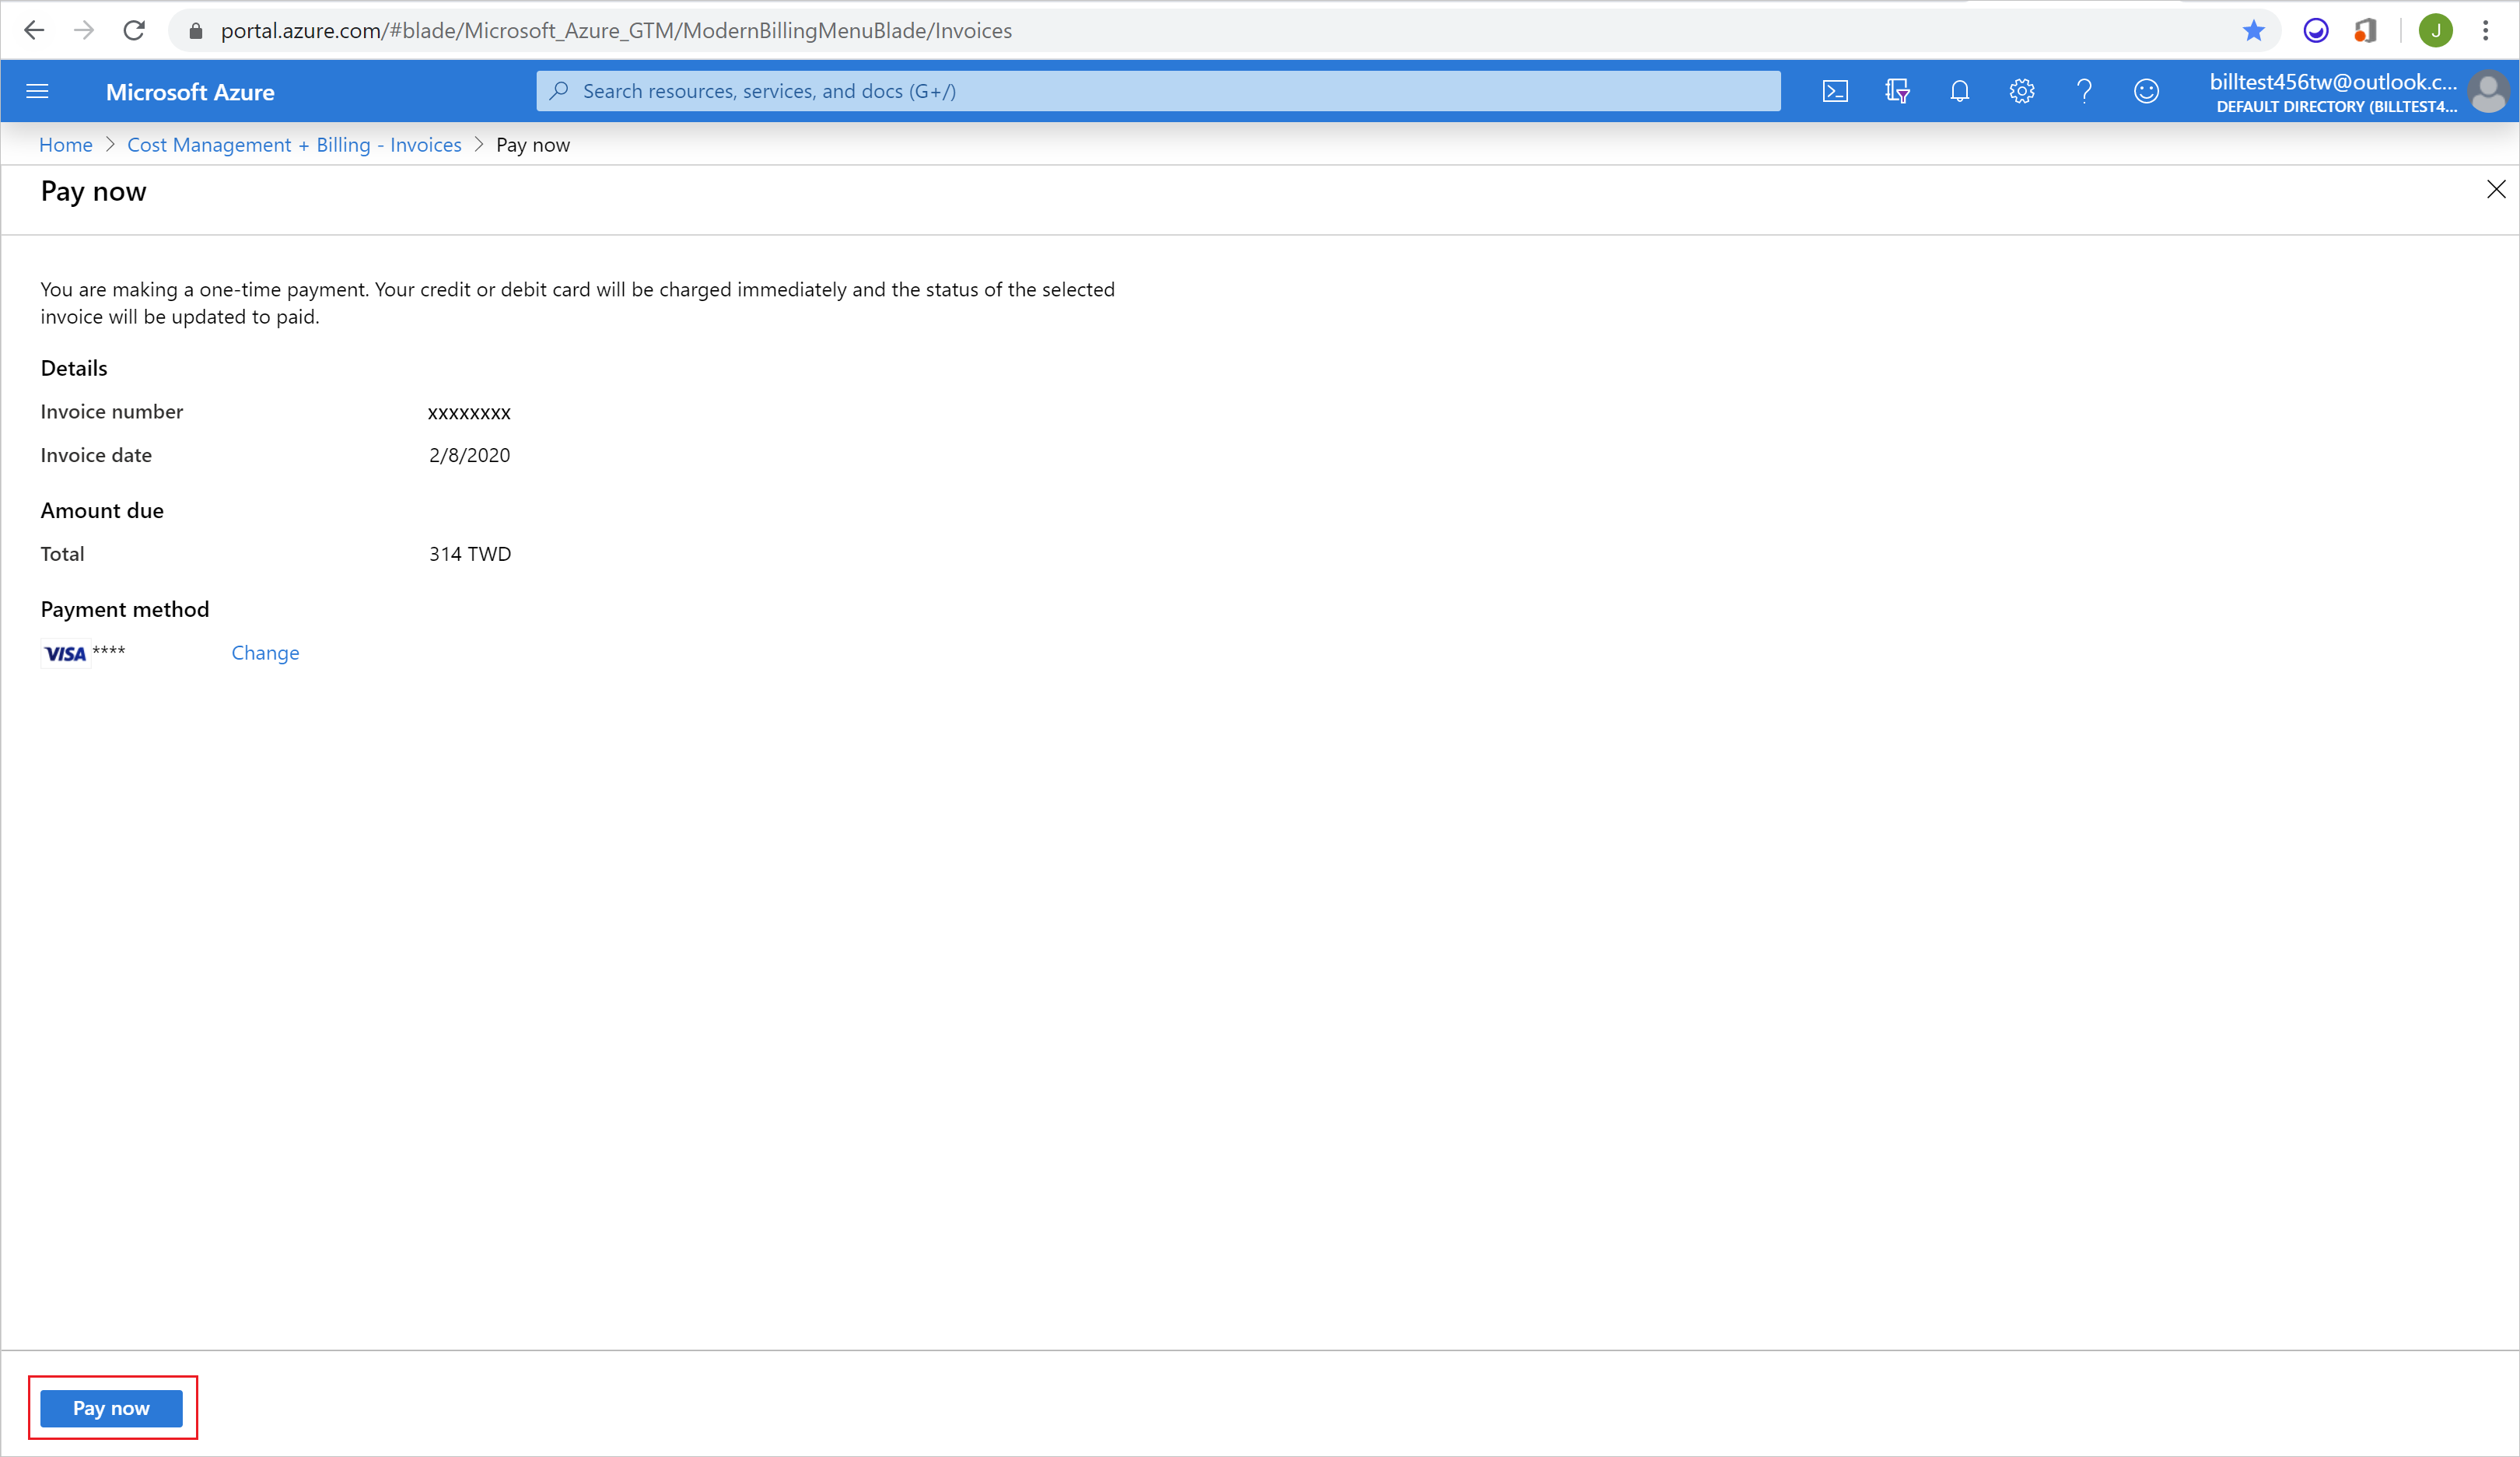 portal.azure.com/#blade/Microsoft_Azure_GTM/ModernBillingMenuBlade/Invoices
J
Microsoft Azure
Search resources, services, and docs (G+/)
billtest456tw@outlook.c...
DEFAULT DIRECTORY (BILLTEST4...
Home > Cost Management + Billing - Invoices > Pay now
Pay now
You are making a one-time payment. Your credit or debit card will be charged immediately and the status of the selected
invoice will be updated to paid.
Details
Invoice number xxxxxxxx
Invoice date 2/8/2020
Amount due
Total 314 TWD
Payment method
VISA **** Change
Pay now